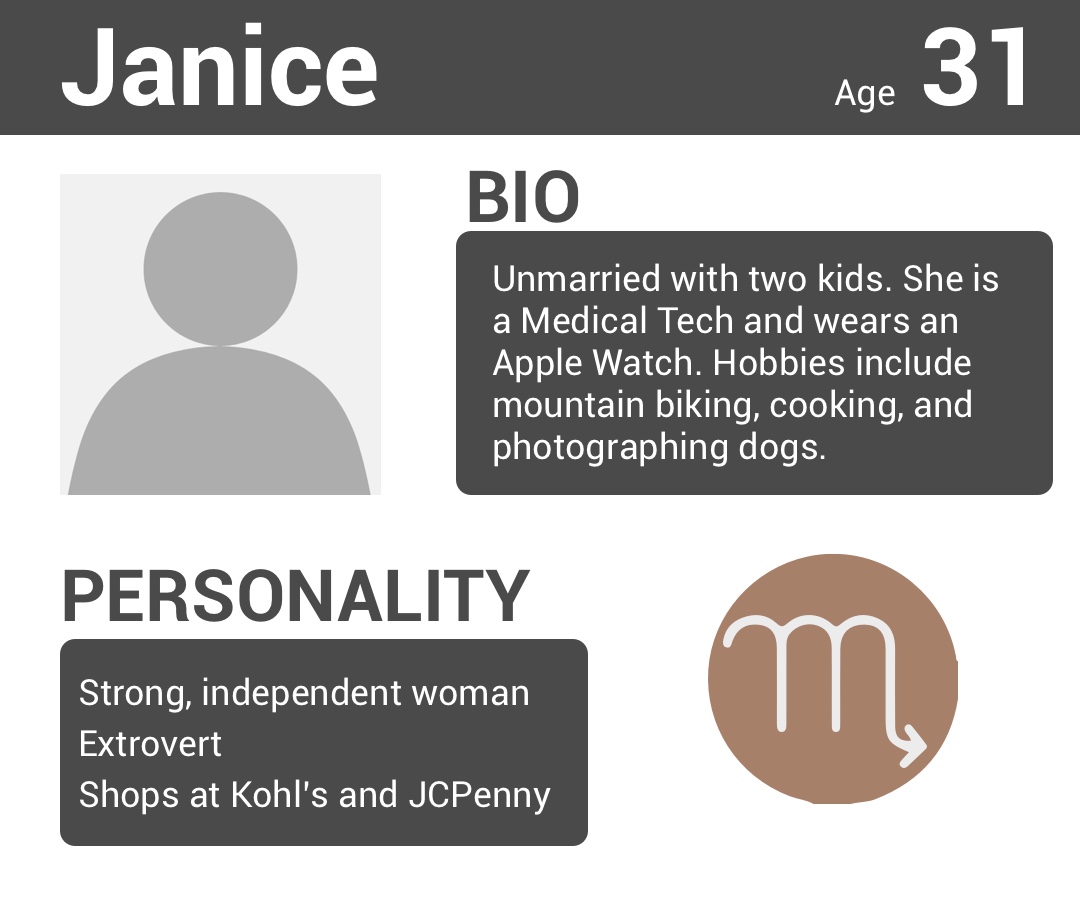 Janice
Age 31
BIO
Unmarried with two kids. She is
a Medical Tech and wears an
Apple Watch. Hobbies include
mountain biking, cooking, and
photographing dogs.
PERSONALITY
Strong, independent woman
Extrovert
Shops at Kohl's and JCPenny